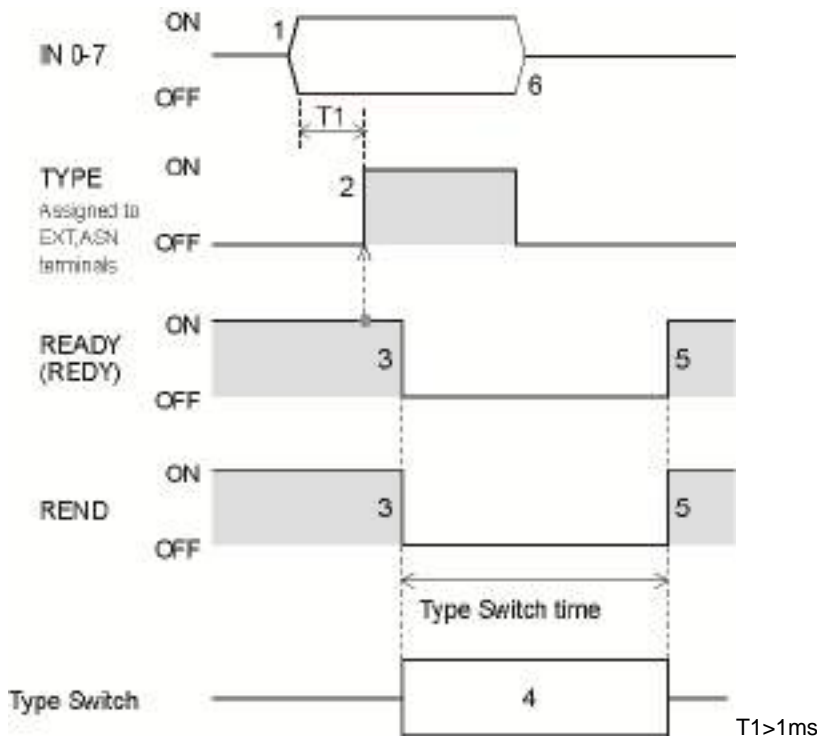 IN 0-7
ON
1
OFF
6
T1
TYPE
Assigned to
EXT,ASN
terminals
ON
2
OFF
READY
(REDY)
ON
3
5
OFF
REND
ON
3
5
OFF
Type Switch time
Type Switch
4
T1>1ms